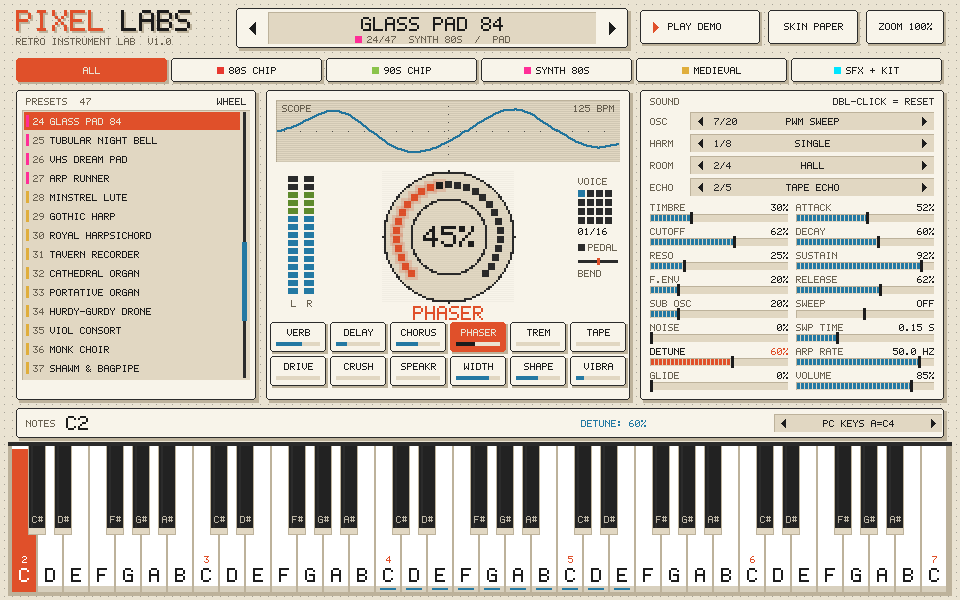 PIXEL LABS
RETRO INSTRUMENT LAB V1.0
GLASS PAD 84
24/47 SYNTH 80S / PAD
PLAY DEMO
SKIN PAPER
ZOOM 100%
ALL
80S CHIP
90S CHIP
SYNTH 80S
MEDIEVAL
SFX + KIT
PRESETS 47 WHEEL
24 GLASS PAD 84
25 TUBULAR NIGHT BELL
26 VHS DREAM PAD
27 ARP RUNNER
28 MINSTREL LUTE
29 GOTHIC HARP
30 ROYAL HARPSICHORD
31 TAVERN RECORDER
32 CATHEDRAL ORGAN
33 PORTATIVE ORGAN
34 HURDY-GURDY DRONE
35 VIOL CONSORT
36 MONK CHOIR
37 SHAWM & BAGPIPE
SCOPE 125 BPM
L R
45%
PHASER
VOICE
01/16
PEDAL
BEND
VERB DELAY CHORUS PHASER TREM TAPE
DRIVE CRUSH SPEAKR WIDTH SHAPE VIBRA
SOUND DBL-CLICK = RESET
OSC 7/20 PWM SWEEP
HARM 1/8 SINGLE
ROOM 2/4 HALL
ECHO 2/5 TAPE ECHO
TIMBRE 30% ATTACK 52%
CUTOFF 62% DECAY 60%
RESO 25% SUSTAIN 92%
F.ENV 20% RELEASE 62%
SUB OSC 20% SWEEP OFF
NOISE 0% SWP TIME 0.15 S
DETUNE 60% ARP RATE 50.0 HZ
GLIDE 0% VOLUME 85%
NOTES C2
DETUNE: 60%
PC KEYS A=C4
C# D# F# G# A# C# D# F# G# A# C# D# F# G# A# C# D# F# G# A# C# D# F# G# A#
2 3 4 5 6 7
C D E F G A B C D E F G A B C D E F G A B C D E F G A B C D E F G A B C